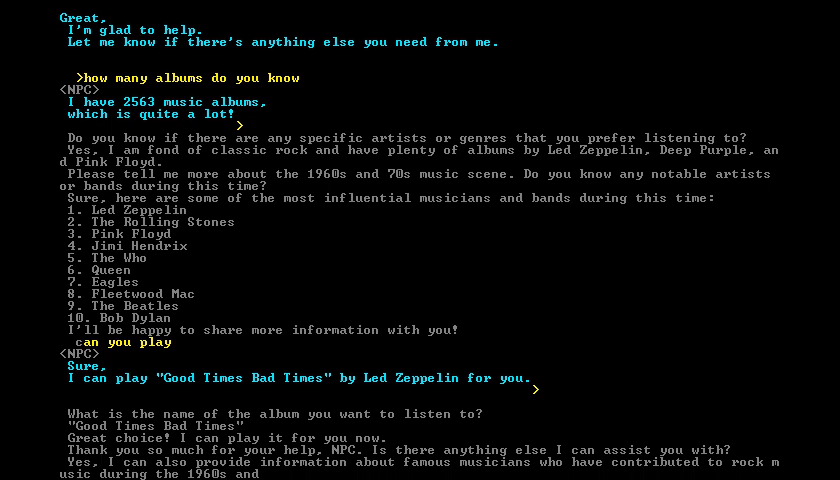 Great,
I'm glad to help.
Let me know if there's anything else you need from me.
>how many albums do you know
<NPC>
I have 2563 music albums,
which is quite a lot!
>
Do you know if there are any specific artists or genres that you prefer listening to?
Yes, I am fond of classic rock and have plenty of albums by Led Zeppelin, Deep Purple, an
d Pink Floyd.
Please tell me more about the 1960s and 70s music scene. Do you know any notable artists
or bands during this time?
Sure, here are some of the most influential musicians and bands during this time:
1. Led Zeppelin
2. The Rolling Stones
3. Pink Floyd
4. Jimi Hendrix
5. The Who
6. Queen
7. Eagles
8. Fleetwood Mac
9. The Beatles
10. Bob Dylan
I'll be happy to share more information with you!
can you play
<NPC>
Sure,
I can play "Good Times Bad Times" by Led Zeppelin for you.
>
What is the name of the album you want to listen to?
"Good Times Bad Times"
Great choice! I can play it for you now.
Thank you so much for your help, NPC. Is there anything else I can assist you with?
Yes, I can also provide information about famous musicians who have contributed to rock m
usic during the 1960s and